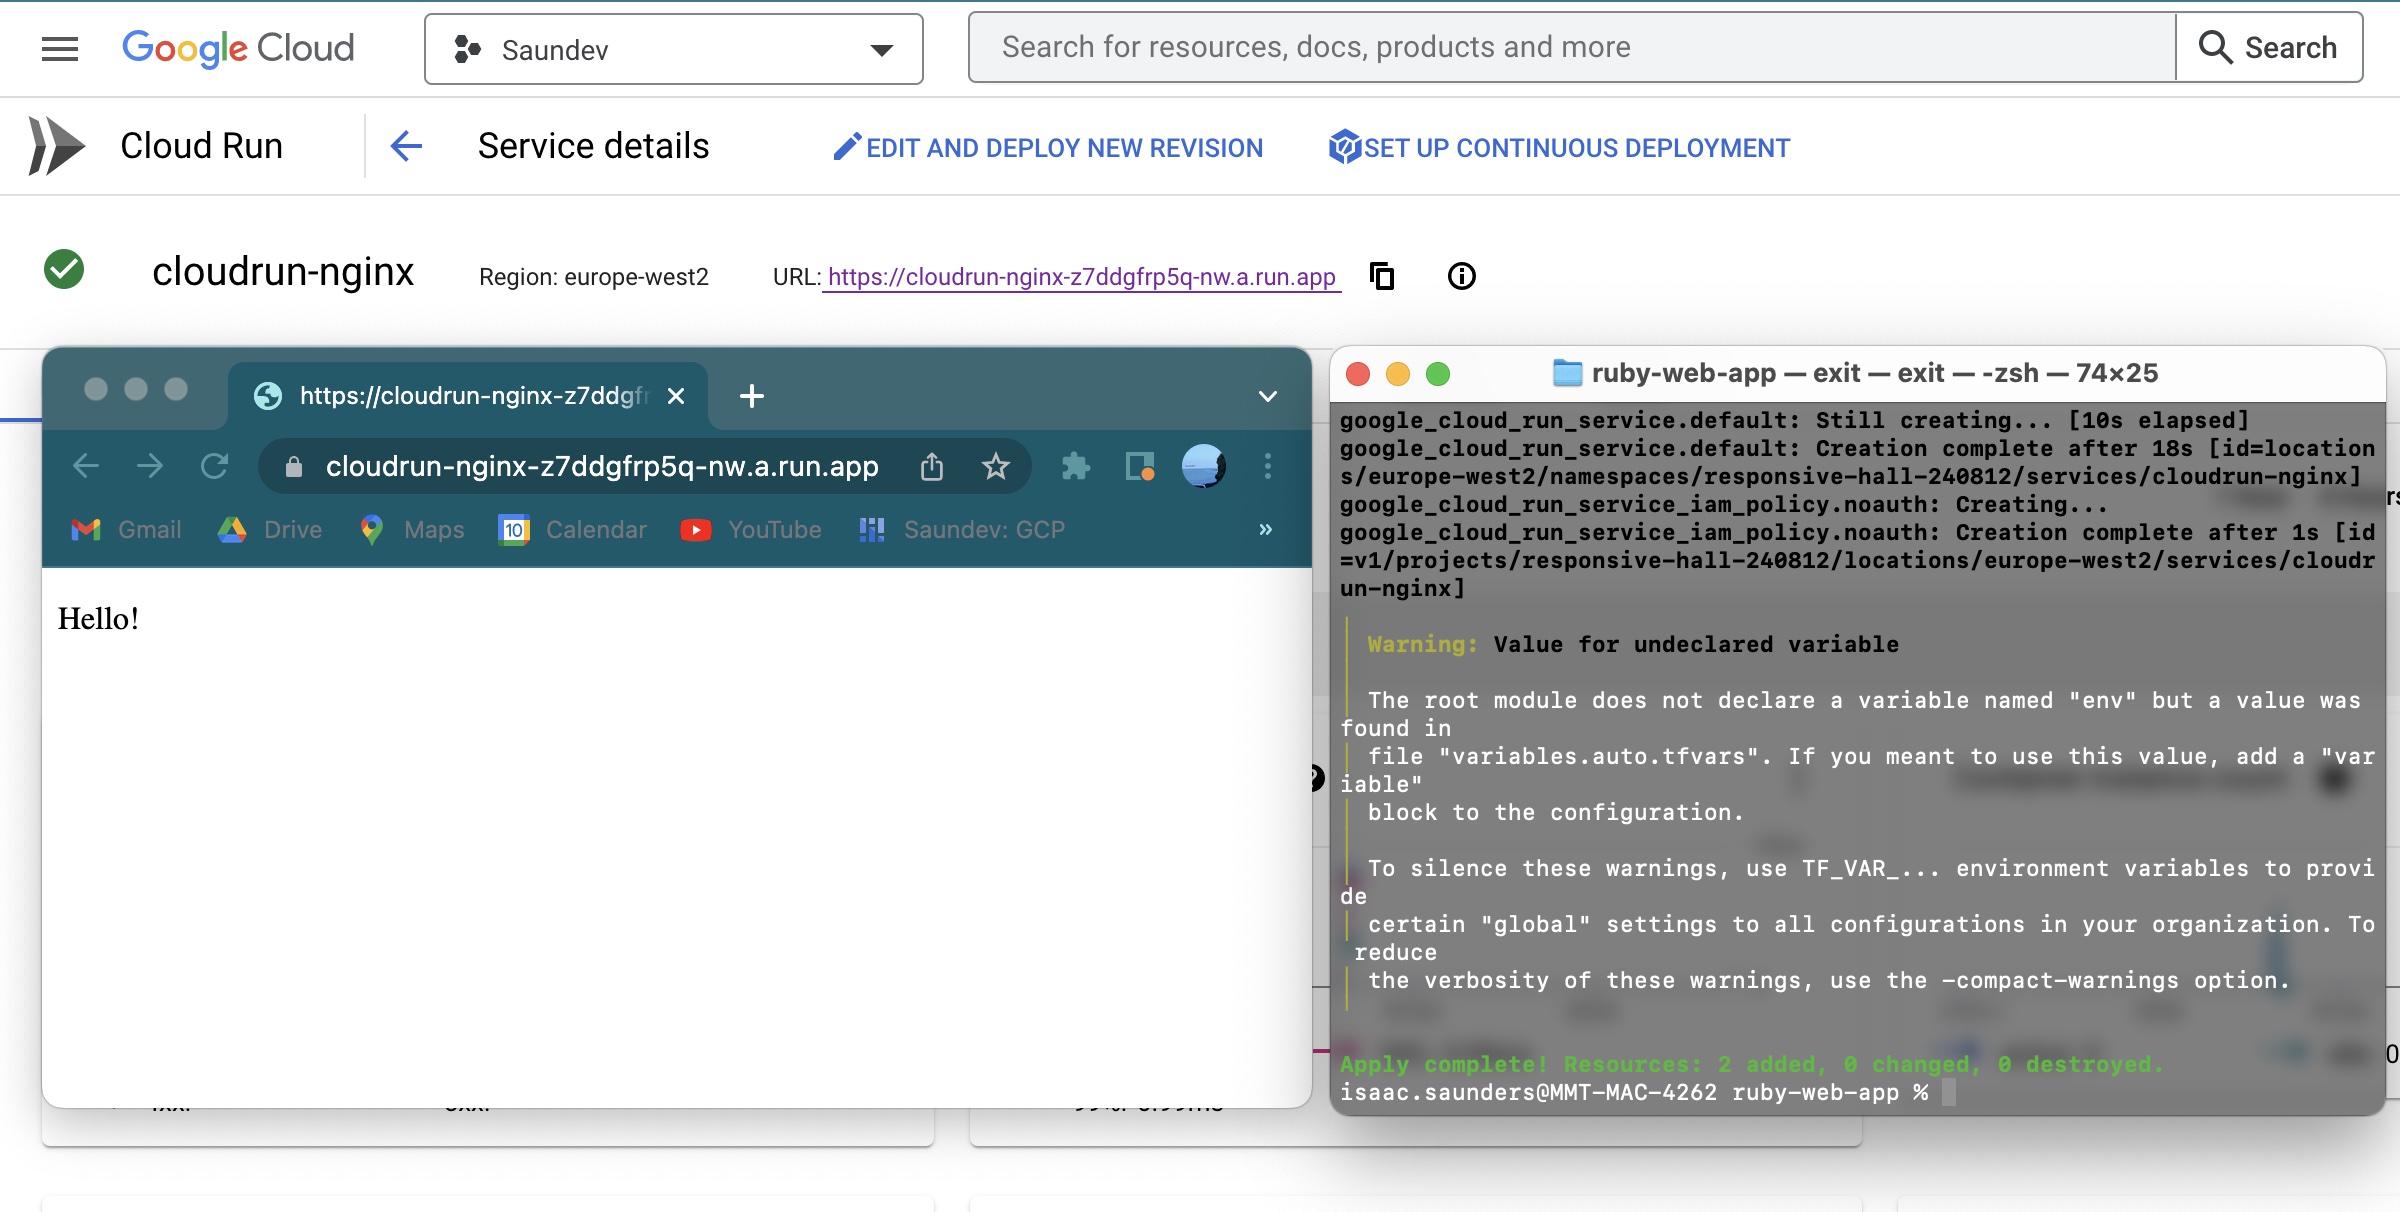 Google Cloud
Saundev
Search for resources, docs, products and more
Search
Cloud Run
Service details
EDIT AND DEPLOY NEW REVISION
SET UP CONTINUOUS DEPLOYMENT
cloudrun-nginx
Region: europe-west2
URL: https://cloudrun-nginx-z7ddgfrp5q-nw.a.run.app
https://cloudrun-nginx-z7ddgfr
cloudrun-nginx-z7ddgfrp5q-nw.a.run.app
Gmail
Drive
Maps
10
Calendar
YouTube
Saundev: GCP
»
Hello!
ruby-web-app — exit — exit — -zsh — 74×25
google_cloud_run_service.default: Still creating... [10s elapsed]
google_cloud_run_service.default: Creation complete after 18s [id=location
s/europe-west2/namespaces/responsive-hall-240812/services/cloudrun-nginx]
google_cloud_run_service_iam_policy.noauth: Creating...
google_cloud_run_service_iam_policy.noauth: Creation complete after 1s [id
=v1/projects/responsive-hall-240812/locations/europe-west2/services/cloudr
un-nginx]
Warning: Value for undeclared variable
The root module does not declare a variable named "env" but a value was
found in
file "variables.auto.tfvars". If you meant to use this value, add a "var
iable"
block to the configuration.
To silence these warnings, use TF_VAR_... environment variables to provi
de
certain "global" settings to all configurations in your organization. To
reduce
the verbosity of these warnings, use the -compact-warnings option.
Apply complete! Resources: 2 added, 0 changed, 0 destroyed.
isaac.saunders@MMT-MAC-4262 ruby-web-app %